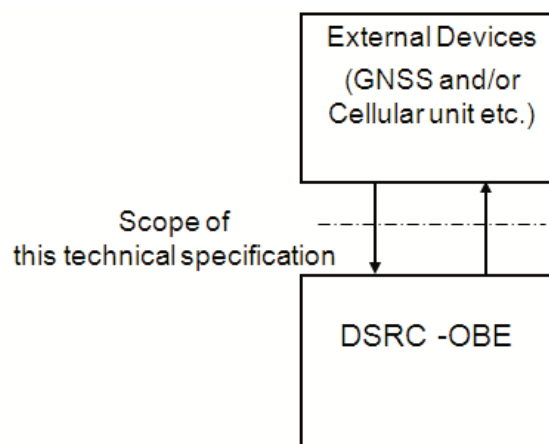 External Devices
(GNSS and/or
Cellular unit etc.)
Scope of
this technical specification
DSRC -OBE